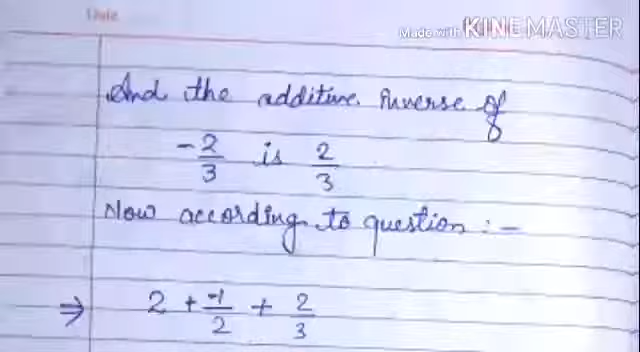 Date
Made with KINEMASTER
And the additive Inverse of
-2/3 is 2/3
Now according to question :-
⇒ 2 + -1/2 + 2/3